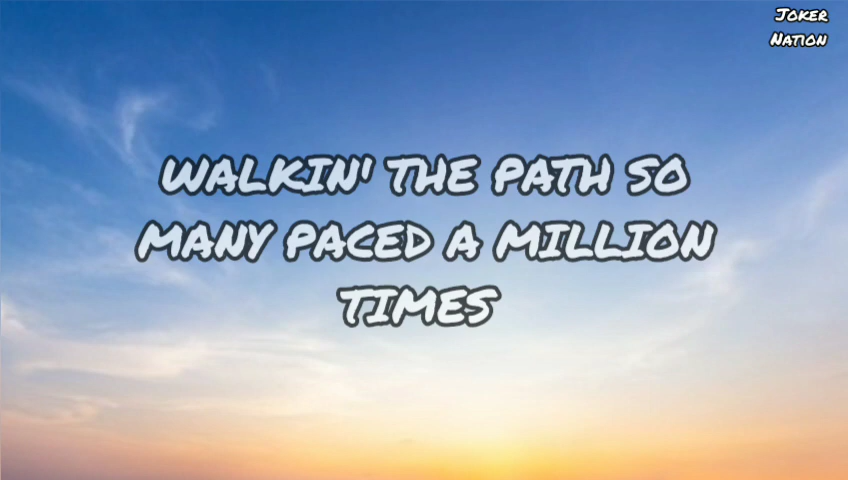 Joker
Nation
WALKIN' THE PATH SO
MANY PACED A MILLION
TIMES